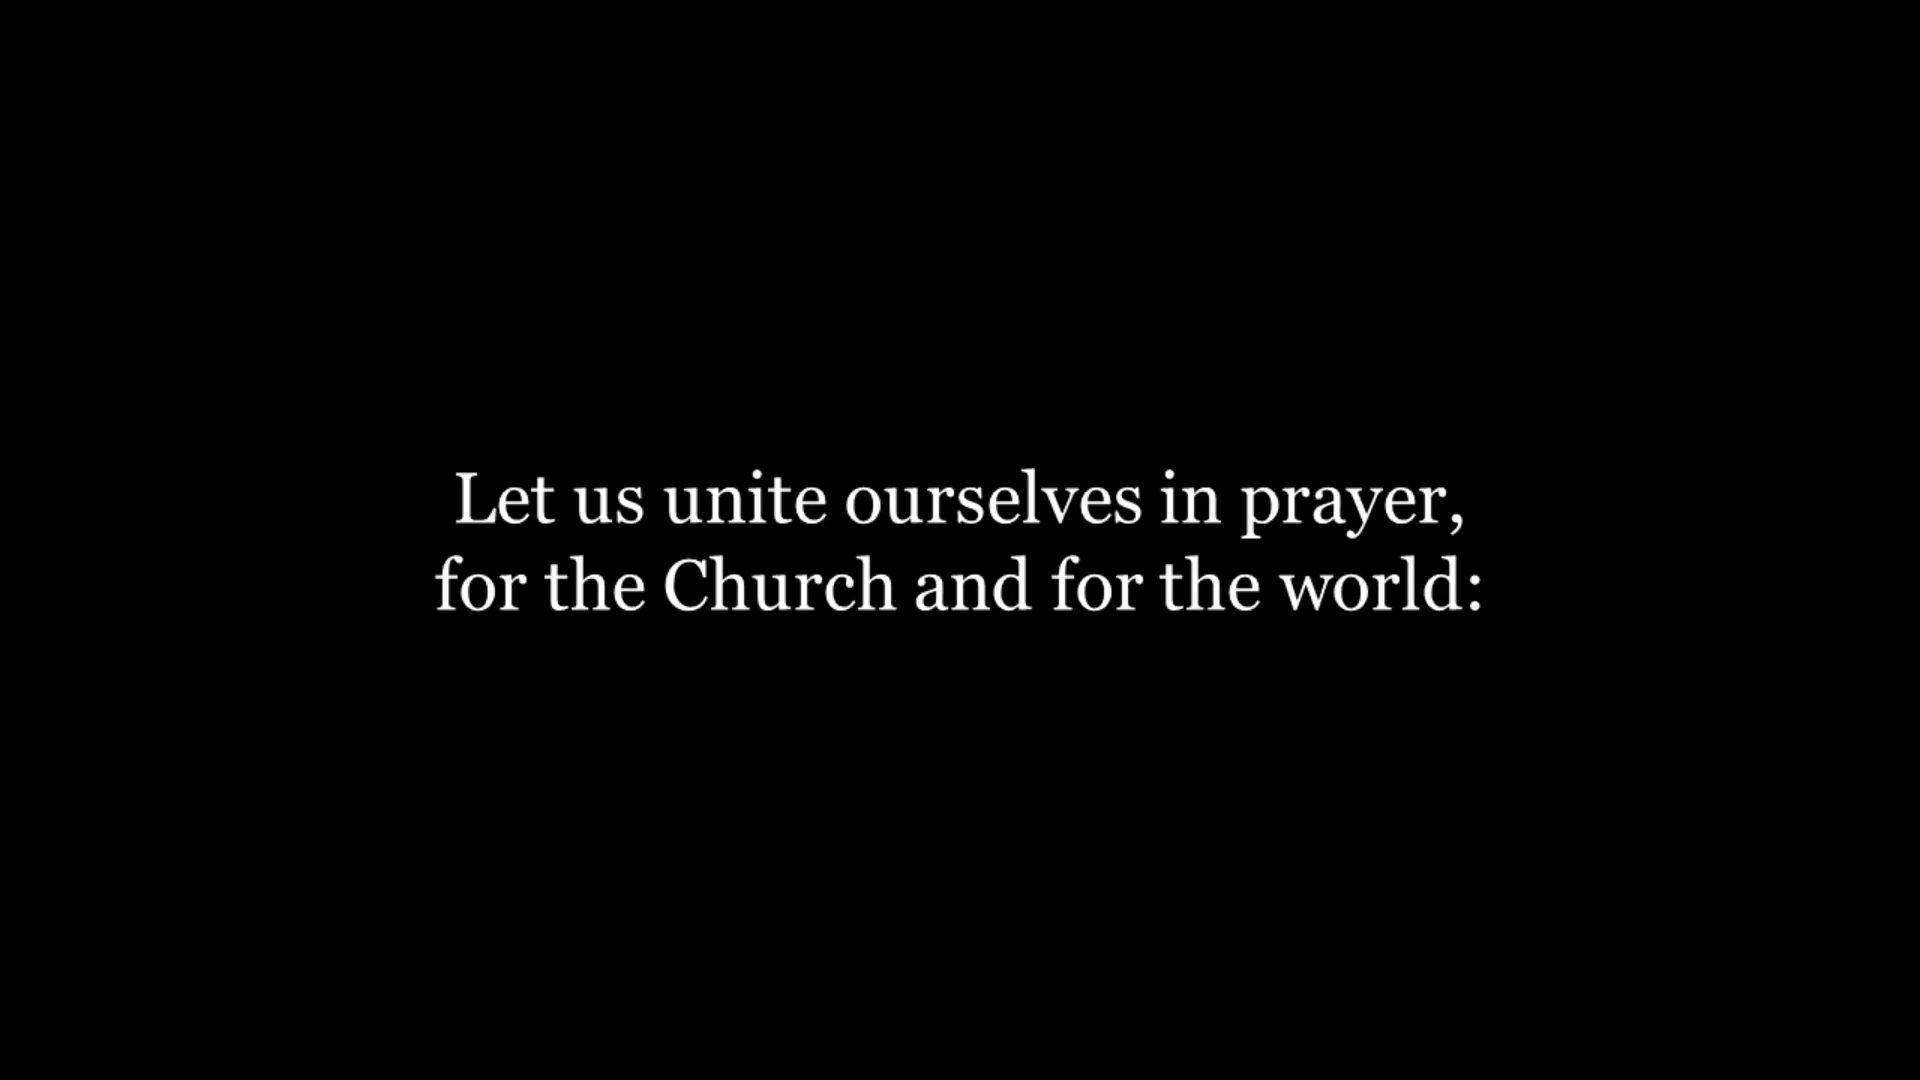 Let us unite ourselves in prayer,
for the Church and for the world: